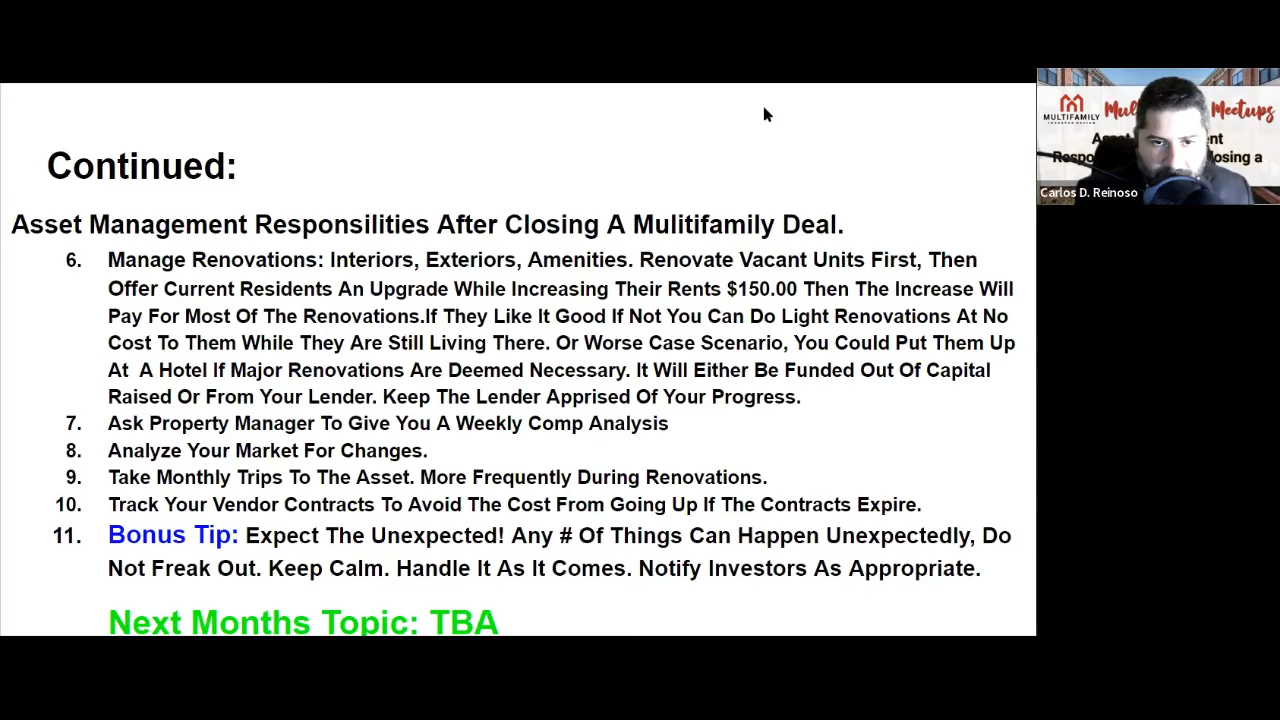 Continued:
Asset Management Responsilities After Closing A Mulitifamily Deal.
6. Manage Renovations: Interiors, Exteriors, Amenities. Renovate Vacant Units First, Then
Offer Current Residents An Upgrade While Increasing Their Rents $150.00 Then The Increase Will
Pay For Most Of The Renovations.If They Like It Good If Not You Can Do Light Renovations At No
Cost To Them While They Are Still Living There. Or Worse Case Scenario, You Could Put Them Up
At A Hotel If Major Renovations Are Deemed Necessary. It Will Either Be Funded Out Of Capital
Raised Or From Your Lender. Keep The Lender Apprised Of Your Progress.
7. Ask Property Manager To Give You A Weekly Comp Analysis
8. Analyze Your Market For Changes.
9. Take Monthly Trips To The Asset. More Frequently During Renovations.
10. Track Your Vendor Contracts To Avoid The Cost From Going Up If The Contracts Expire.
11. Bonus Tip: Expect The Unexpected! Any # Of Things Can Happen Unexpectedly, Do
Not Freak Out. Keep Calm. Handle It As It Comes. Notify Investors As Appropriate.
Next Months Topic: TBA
MULTIFAMILY
Meetups
Carlos D. Reinoso